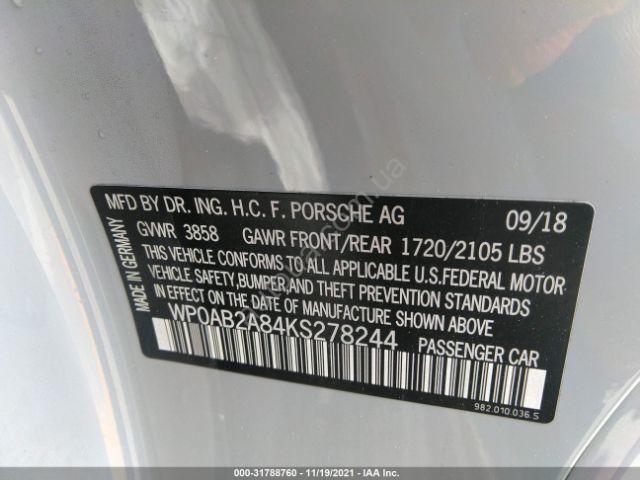 MFD BY DR. ING. H.C. F. PORSCHE AG 09/18
GVWR 3858 GAWR FRONT/REAR 1720/2105 LBS
THIS VEHICLE CONFORMS TO ALL APPLICABLE U.S.FEDERAL MOTOR
VEHICLE SAFETY,BUMPER,AND THEFT PREVENTION STANDARDS IN
EFFECT ON THE DATE OF MANUFACTURE SHOWN ABOVE.
WP0AB2A84KS278244 PASSENGER CAR
MADE IN GERMANY
982.010.036.S
000-31788760 - 11/19/2021 - IAA Inc.